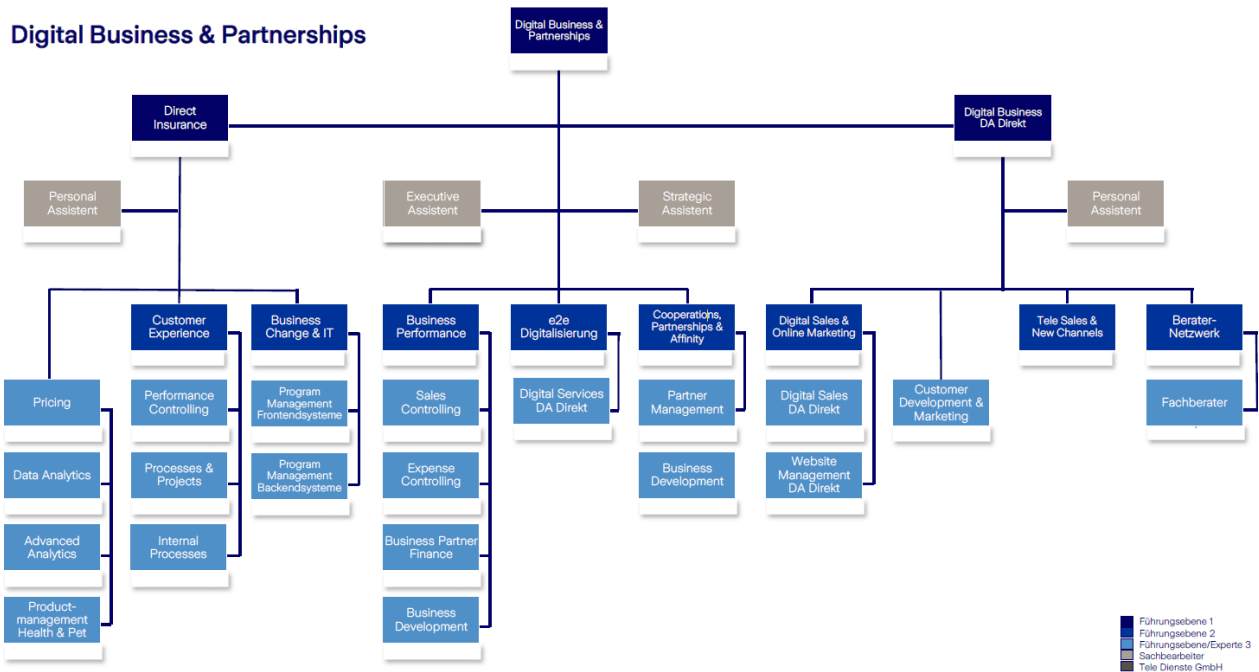 Digital Business & Partnerships
Digital Business &
Partnerships
Direct
Insurance
Digital Business
DA Direkt
Personal
Assistent
Executive
Assistent
Strategic
Assistent
Personal
Assistent
Customer
Experience
Business
Change & IT
Business
Performance
e2e
Digitalisierung
Cooperations,
Partnerships &
Affinity
Digital Sales &
Online Marketing
Tele Sales &
New Channels
Berater-
Netzwerk
Pricing
Performance
Controlling
Program
Management
Frontendsysteme
Sales
Controlling
Digital Services
DA Direkt
Partner
Management
Digital Sales
DA Direkt
Customer
Development &
Marketing
Fachberater
Data Analytics
Processes &
Projects
Program
Management
Backendsysteme
Expense
Controlling
Business
Development
Website
Management
DA Direkt
Advanced
Analytics
Internal
Processes
Business Partner
Finance
Product-
management
Health & Pet
Business
Development
Führungsebene 1
Führungsebene 2
Führungsebene/Experte 3
Sachbearbeiter
Tele Dienste GmbH